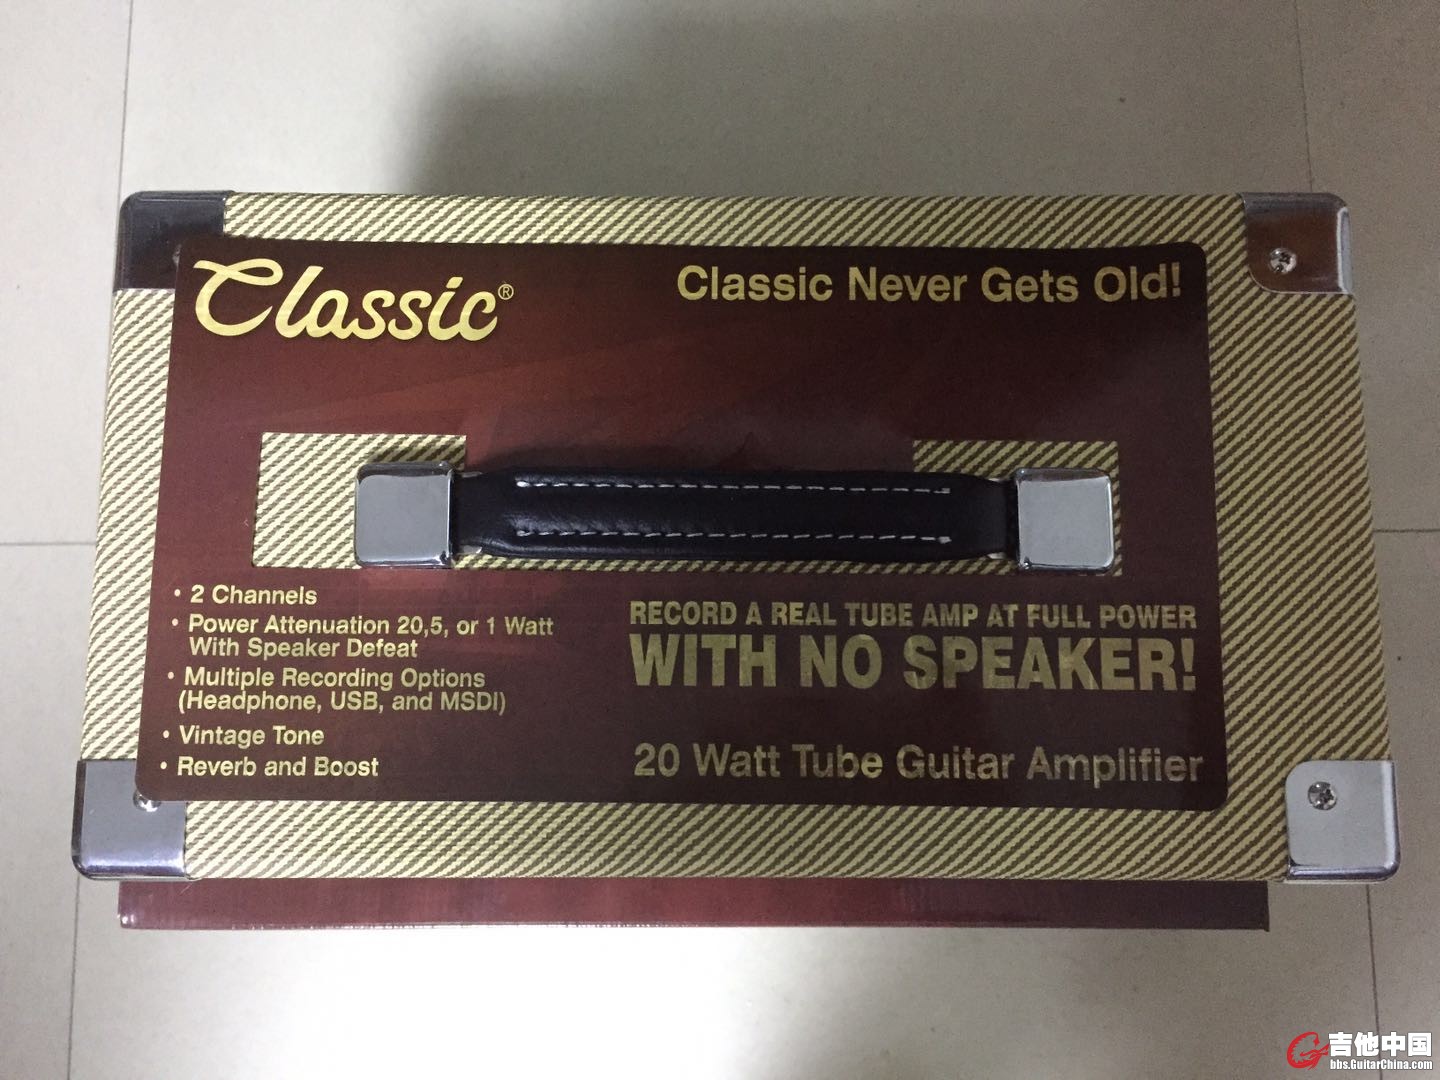 Classic®
Classic Never Gets Old!
• 2 Channels
• Power Attenuation 20,5, or 1 Watt
With Speaker Defeat
• Multiple Recording Options
(Headphone, USB, and MSDI)
• Vintage Tone
• Reverb and Boost
RECORD A REAL TUBE AMP AT FULL POWER
WITH NO SPEAKER!
20 Watt Tube Guitar Amplifier
吉他中国
bbs.GuitarChina.com